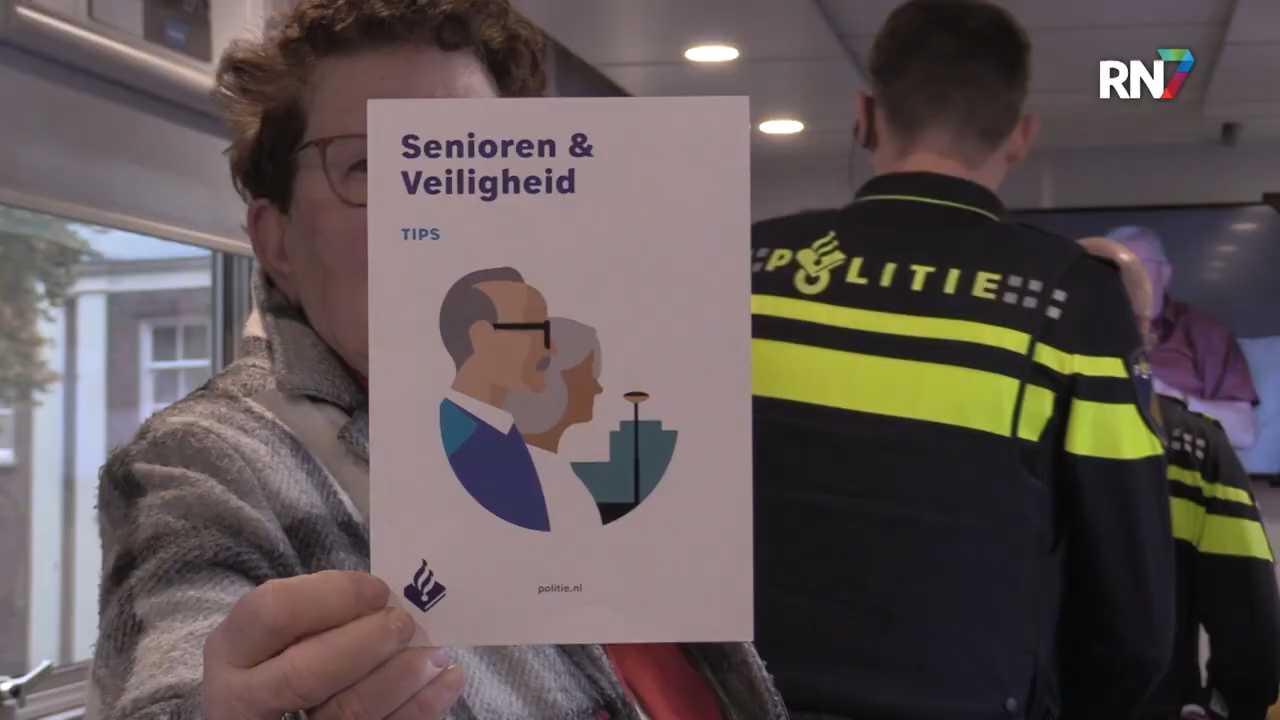 RN7
Senioren &
Veiligheid
TIPS
politie.nl
POLITIE